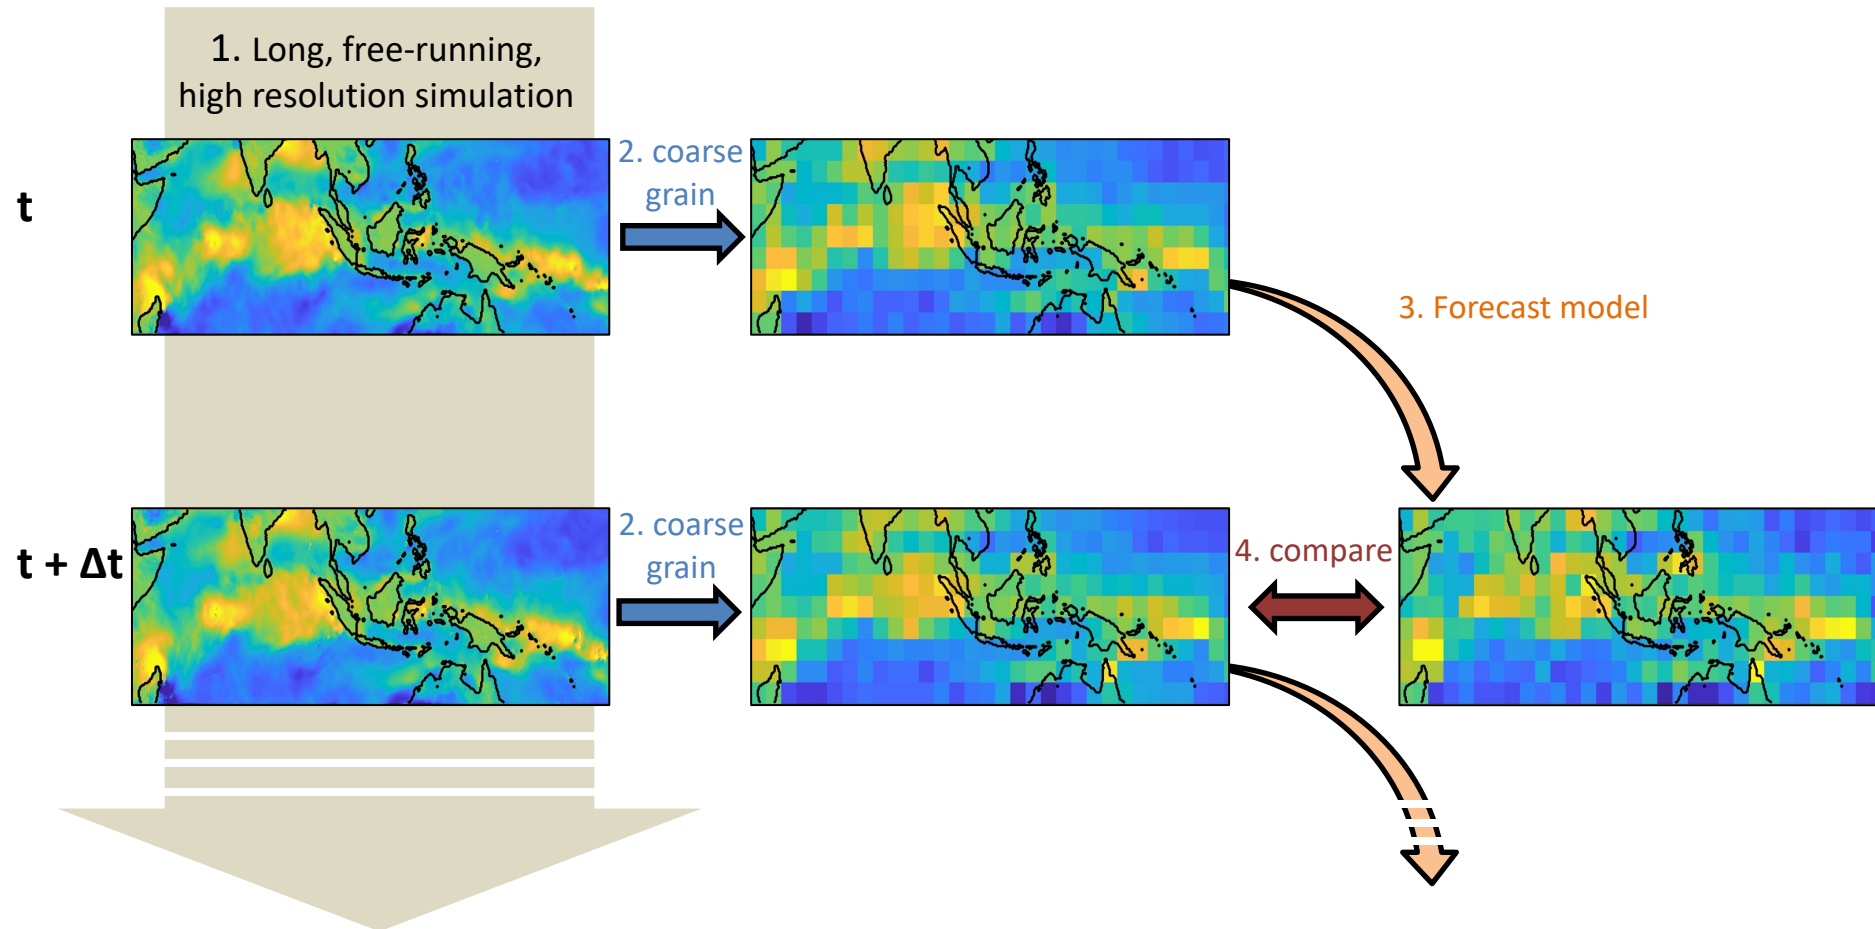 1. Long, free-running,
high resolution simulation
t
2. coarse
grain
3. Forecast model
t + Δt
2. coarse
grain
4. compare